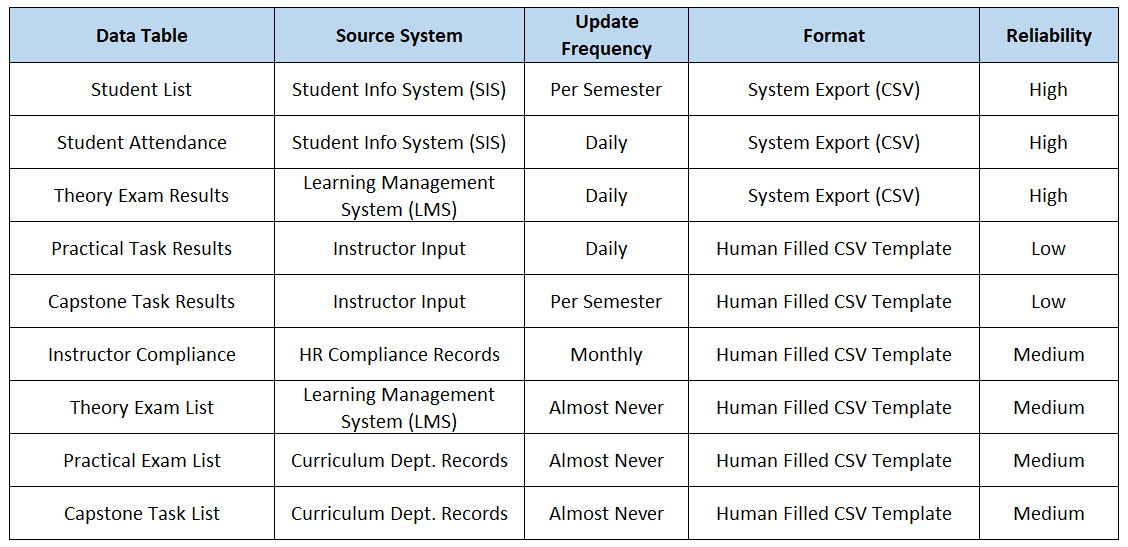 Data Table Source System Update Frequency Format Reliability
Student List Student Info System (SIS) Per Semester System Export (CSV) High
Student Attendance Student Info System (SIS) Daily System Export (CSV) High
Theory Exam Results Learning Management System (LMS) Daily System Export (CSV) High
Practical Task Results Instructor Input Daily Human Filled CSV Template Low
Capstone Task Results Instructor Input Per Semester Human Filled CSV Template Low
Instructor Compliance HR Compliance Records Monthly Human Filled CSV Template Medium
Theory Exam List Learning Management System (LMS) Almost Never Human Filled CSV Template Medium
Practical Exam List Curriculum Dept. Records Almost Never Human Filled CSV Template Medium
Capstone Task List Curriculum Dept. Records Almost Never Human Filled CSV Template Medium